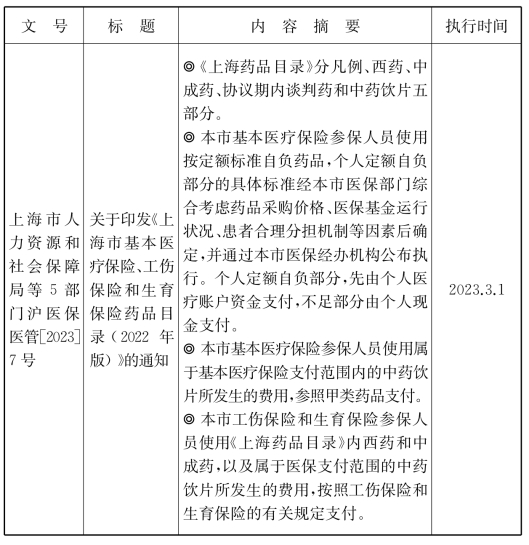 文 号
标 题
内 容 摘 要
执行时间
上海市人
力资源和
社会保障
局等 5 部
门沪医保
医管[2023]
7 号
关于印发《上
海市基本医
疗保险、工伤
保险和生育
保险药品目
录(2022 年
版)》的通知
◎《上海药品目录》分凡例、西药、中
成药、协议期内谈判药和中药饮片五
部分。
◎ 本市基本医疗保险参保人员使用
按定额标准自负药品,个人定额自负
部分的具体标准经本市医保部门综
合考虑药品采购价格、医保基金运行
状况、患者合理分担机制等因素后确
定,并通过本市医保经办机构公布执
行。个人定额自负部分,先由个人医
疗账户资金支付,不足部分由个人现
金支付。
◎ 本市基本医疗保险参保人员使用属
于基本医疗保险支付范围内的中药饮
片所发生的费用,参照甲类药品支付。
◎ 本市工伤保险和生育保险参保人
员使用《上海药品目录》内西药和中
成药,以及属于医保支付范围的中药
饮片所发生的费用,按照工伤保险和
生育保险的有关规定支付。
2023.3.1